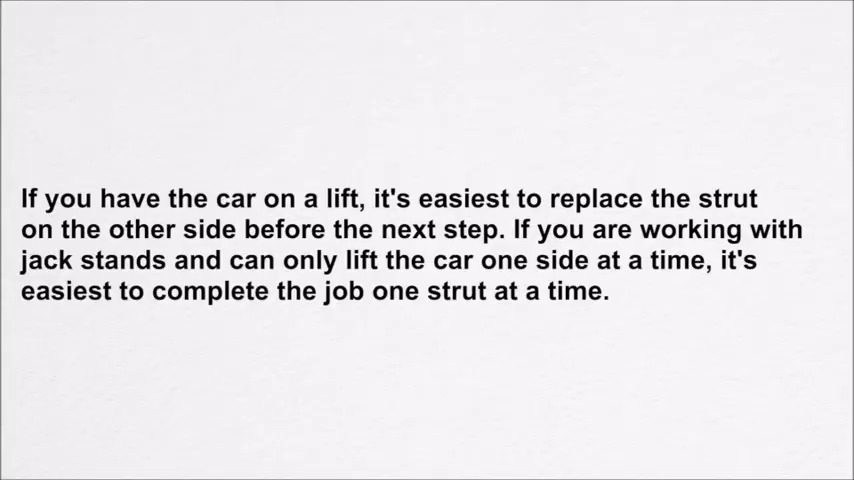 If you have the car on a lift, it's easiest to replace the strut
on the other side before the next step. If you are working with
jack stands and can only lift the car one side at a time, it's
easiest to complete the job one strut at a time.